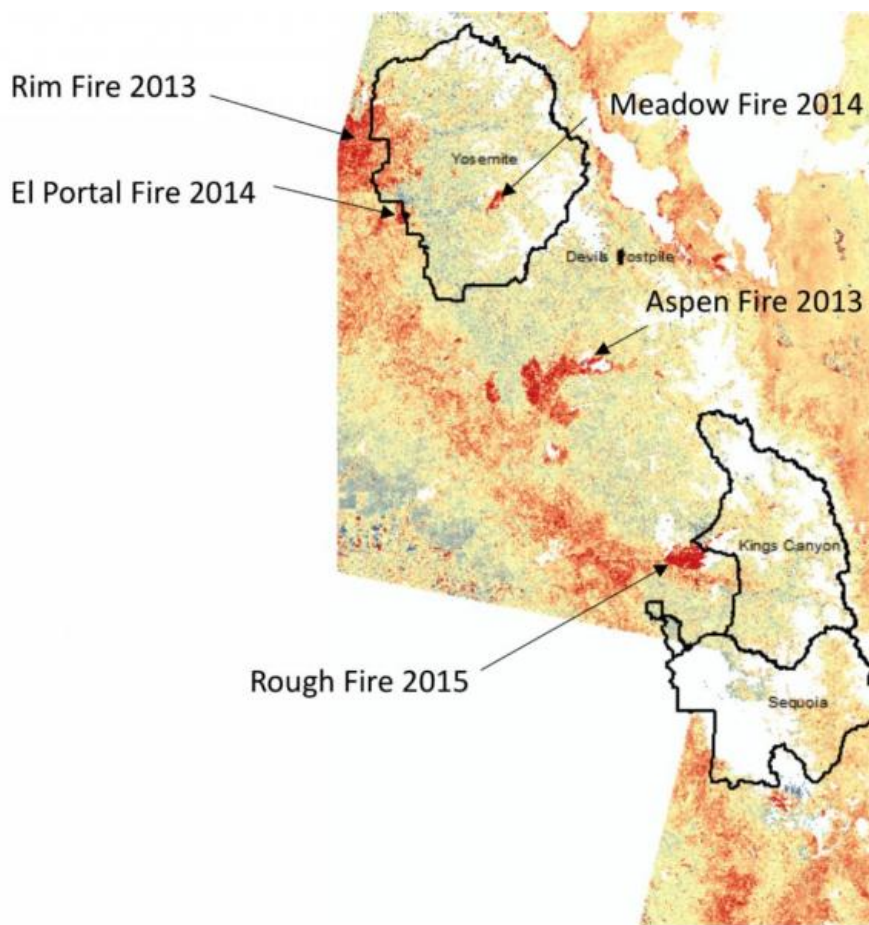 Rim Fire 2013
Meadow Fire 2014
Yosemite
El Portal Fire 2014
Devils Postpile
Aspen Fire 2013
Kings Canyon
Rough Fire 2015
Sequoia